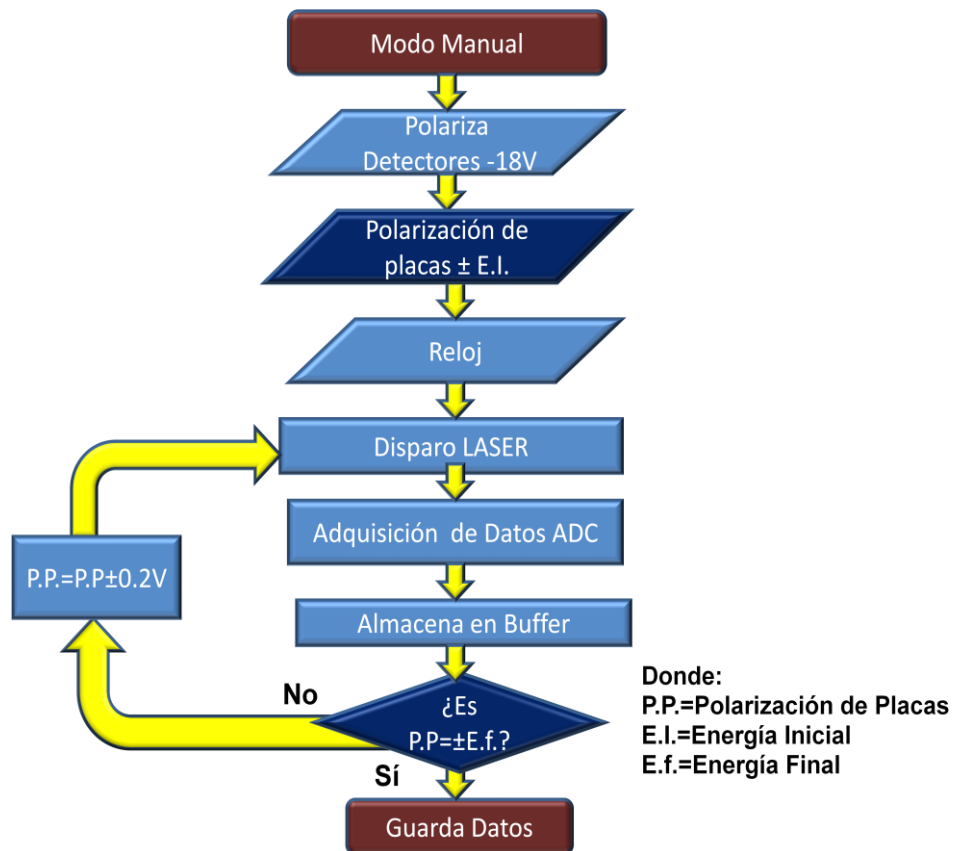 Modo Manual
Polariza
Detectores -18V
Polarización de
placas ± E.I.
Reloj
Disparo LASER
Adquisición de Datos ADC
P.P.=P.P±0.2V
Almacena en Buffer
No
¿Es
P.P=±E.f.?
Sí
Guarda Datos
Donde:
P.P.=Polarización de Placas
E.I.=Energía Inicial
E.f.=Energía Final